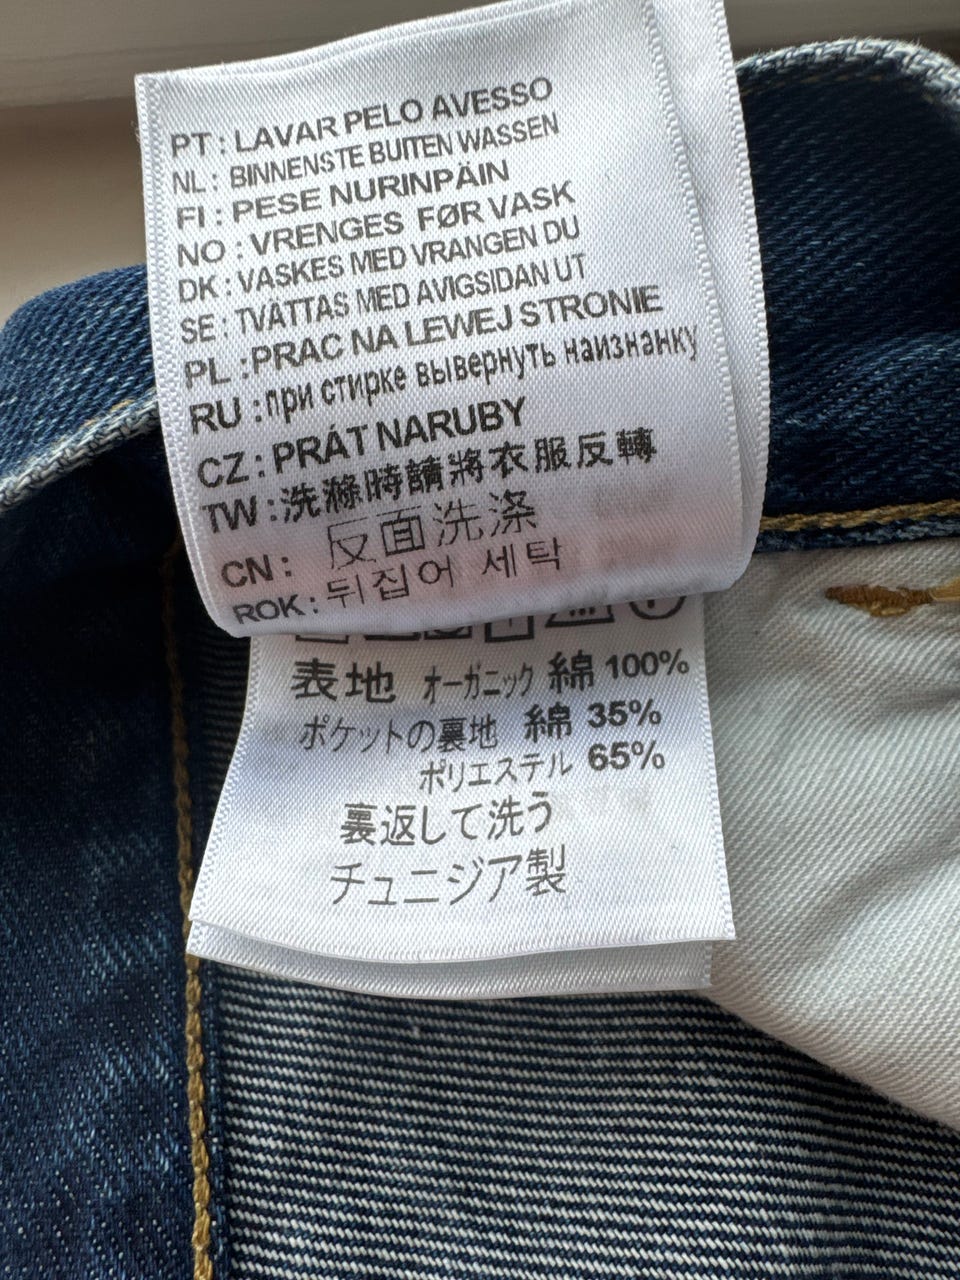 PT : LAVAR PELO AVESSO
NL : BINNENSTE BUITEN WASSEN
FI : PESE NURINPÄIN
NO : VRENGES FØR VASK
DK : VASKES MED VRANGEN DU
SE : TVÄTTAS MED AVIGSIDAN UT
PL : PRAC NA LEWEJ STRONIE
RU : при стирке вывернуть наизнанку
CZ : PRÁT NARUBY
TW : 洗滌時請將衣服反轉
CN : 反面洗涤
ROK : 뒤집어 세탁
表地 オーガニック 綿 100%
ポケットの裏地 綿 35%
ポリエステル 65%
裏返して洗う
チュニジア製